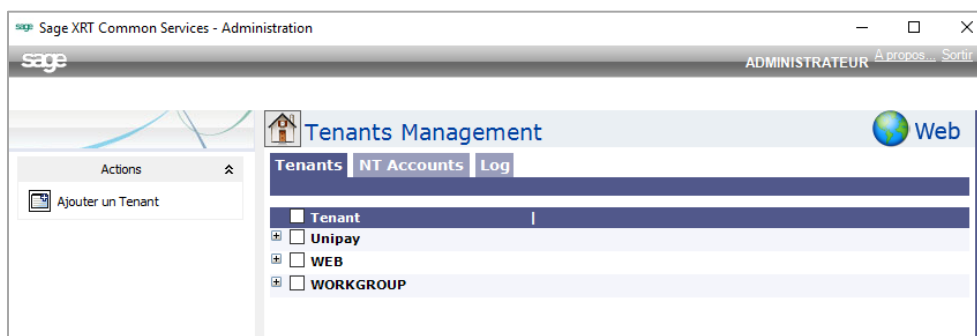 sage Sage XRT Common Services - Administration
sage
ADMINISTRATEUR A propos... Sortir
Tenants Management
Web
Actions
Ajouter un Tenant
Tenants NT Accounts Log
Tenant
Unipay
WEB
WORKGROUP